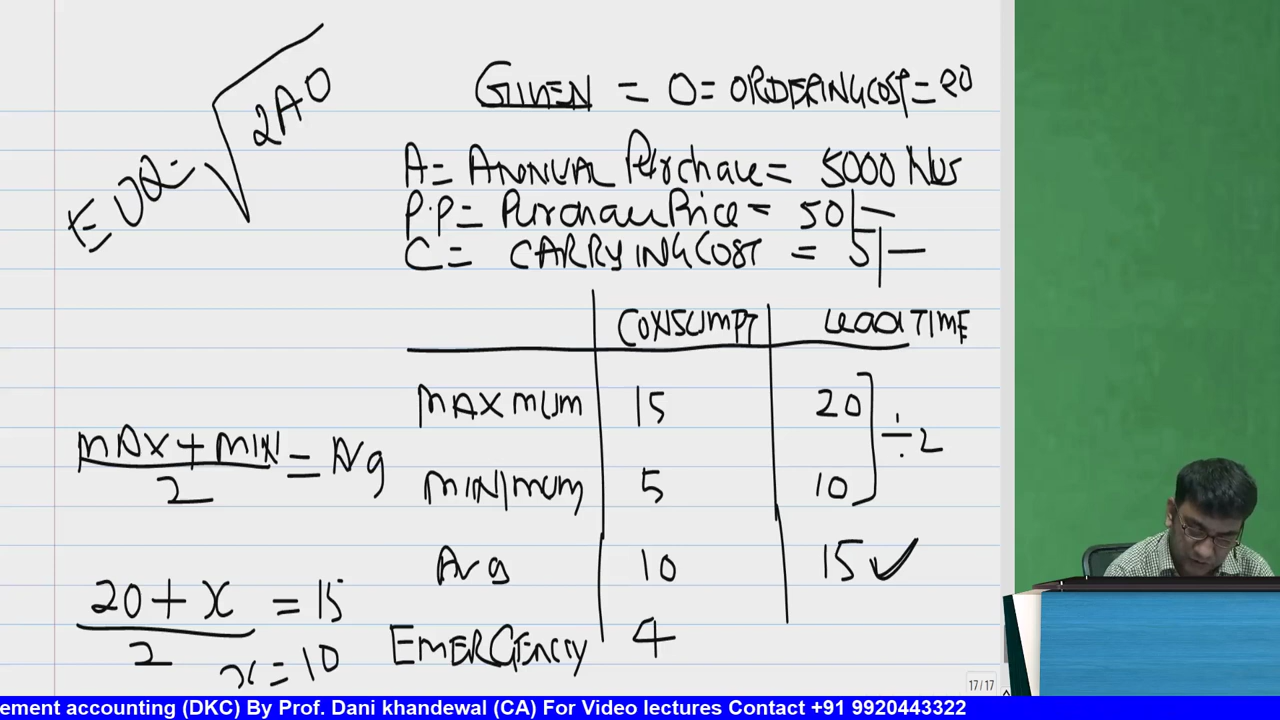 EOQ = √2AO
GIVEN = O = ORDERING COST = 20
A = ANNUAL Purchase = 5000 Nos
P.P = Purchase Price = 50/-
C = CARRYING COST = 5/-
CONSUMPT LEAD TIME
MAXMUM 15 20
÷2
MAX + MIN / 2 = Avg
MINIMUM 5 10
Avg 10 15 ✓
20 + x / 2 = 15
x = 10
EMERGENCY 4
17/17
ement accounting (DKC) By Prof. Dani khandewal (CA) For Video lectures Contact +91 9920443322